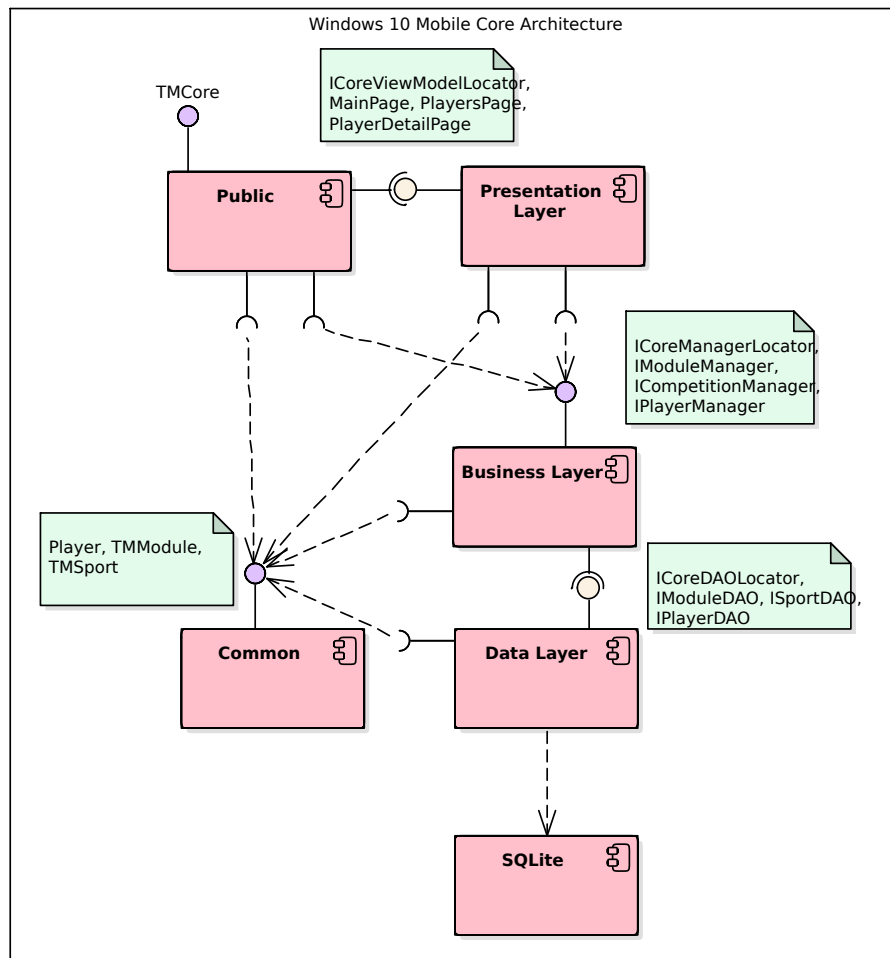 Windows 10 Mobile Core Architecture
ICoreViewModelLocator,
MainPage, PlayersPage,
PlayerDetailPage
TMCore
Public
Presentation
Layer
ICoreManagerLocator,
IModuleManager,
ICompetitionManager,
IPlayerManager
Business Layer
Player, TMModule,
TMSport
ICoreDAOLocator,
IModuleDAO, ISportDAO,
IPlayerDAO
Common
Data Layer
SQLite